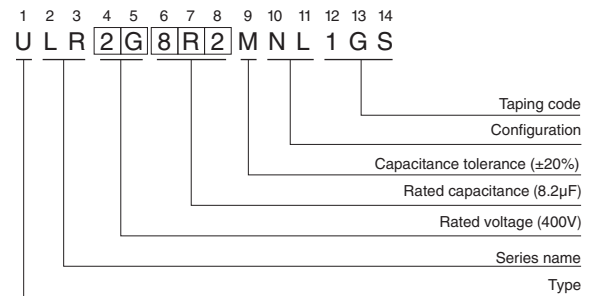 1 2 3 4 5 6 7 8 9 10 11 12 13 14
U L R 2 G 8 R 2 M N L 1 G S
Taping code
Configuration
Capacitance tolerance (±20%)
Rated capacitance (8.2µF)
Rated voltage (400V)
Series name
Type